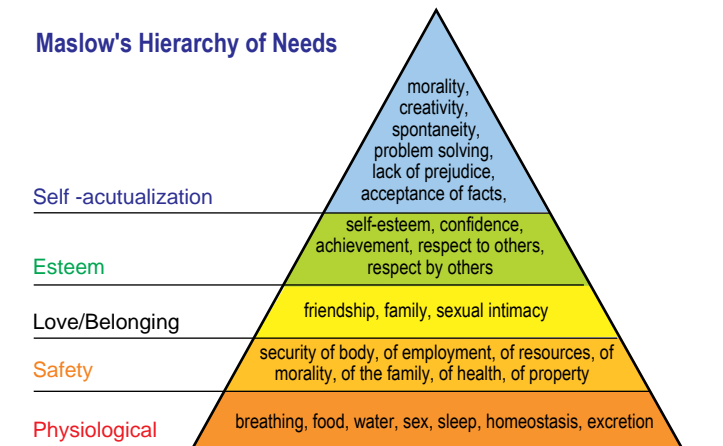 Maslow's Hierarchy of Needs
morality,
creativity,
spontaneity,
problem solving,
lack of prejudice,
acceptance of facts,
Self -acutualization
self-esteem, confidence,
achievement, respect to others,
respect by others
Esteem
friendship, family, sexual intimacy
Love/Belonging
security of body, of employment, of resources, of
morality, of the family, of health, of property
Safety
breathing, food, water, sex, sleep, homeostasis, excretion
Physiological